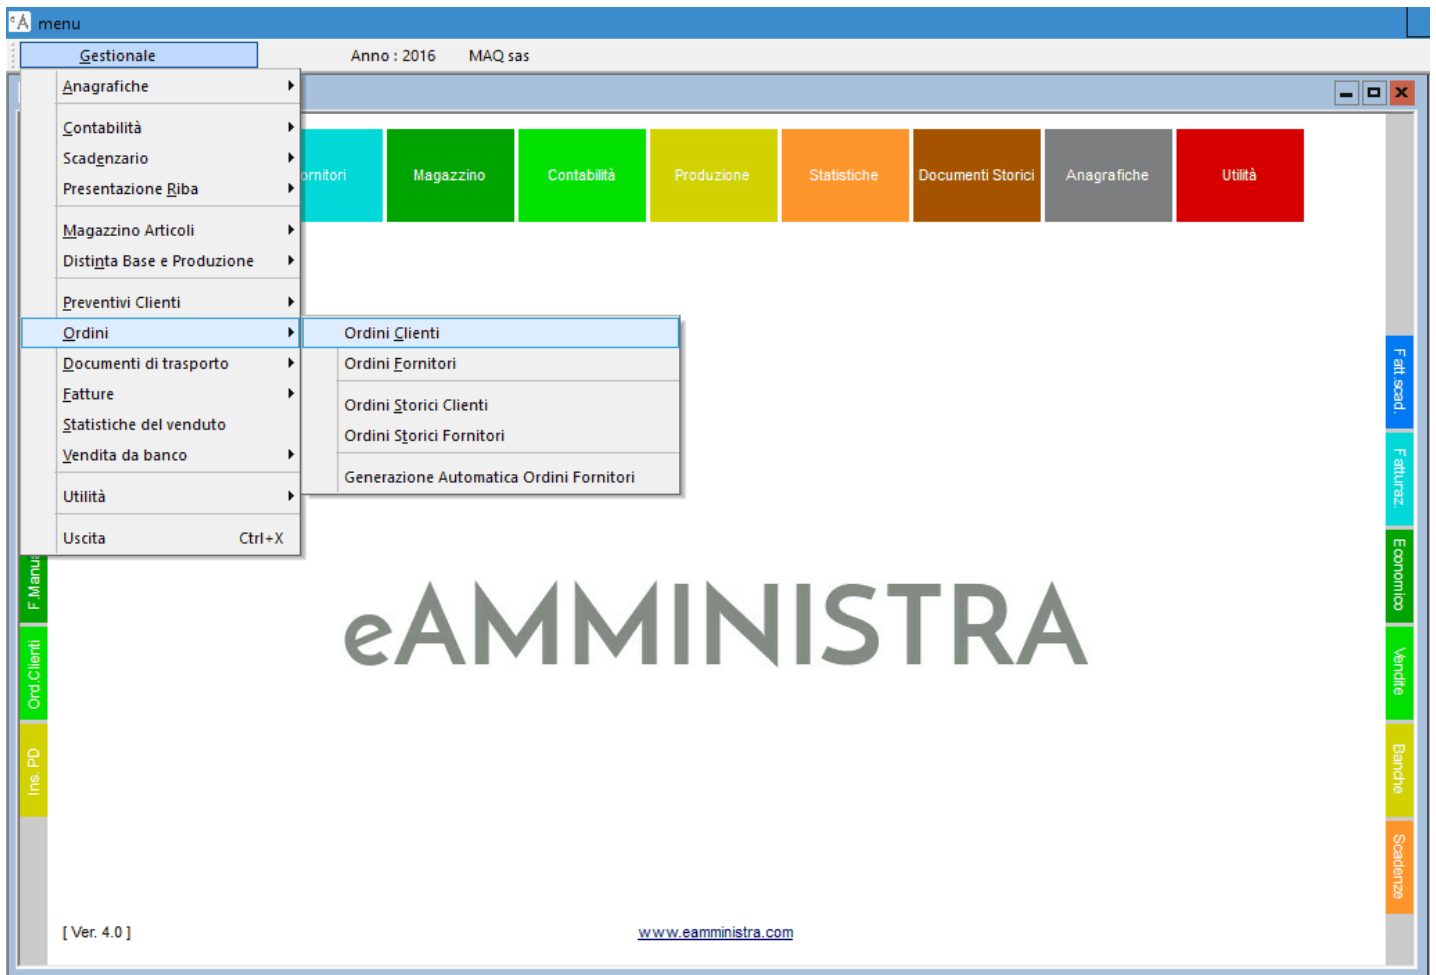 eA menu
Gestionale Anno : 2016 MAQ sas
Anagrafiche
Contabilità
Scadenzario
Presentazione Riba
Magazzino Articoli
Distinta Base e Produzione
Preventivi Clienti
Ordini
Documenti di trasporto
Fatture
Statistiche del venduto
Vendita da banco
Utilità
Uscita Ctrl+X
Ordini Clienti
Ordini Fornitori
Ordini Storici Clienti
Ordini Storici Fornitori
Generazione Automatica Ordini Fornitori
Magazzino Contabilità Produzione Statistiche Documenti Storici Anagrafiche Utilità
Ord.Clienti
Ins. PD
Fatt.scad.
Fatturaz.
Economico
Vendite
Banche
Scadenze
eAMMINISTRA
[ Ver. 4.0 ]
www.eamministra.com